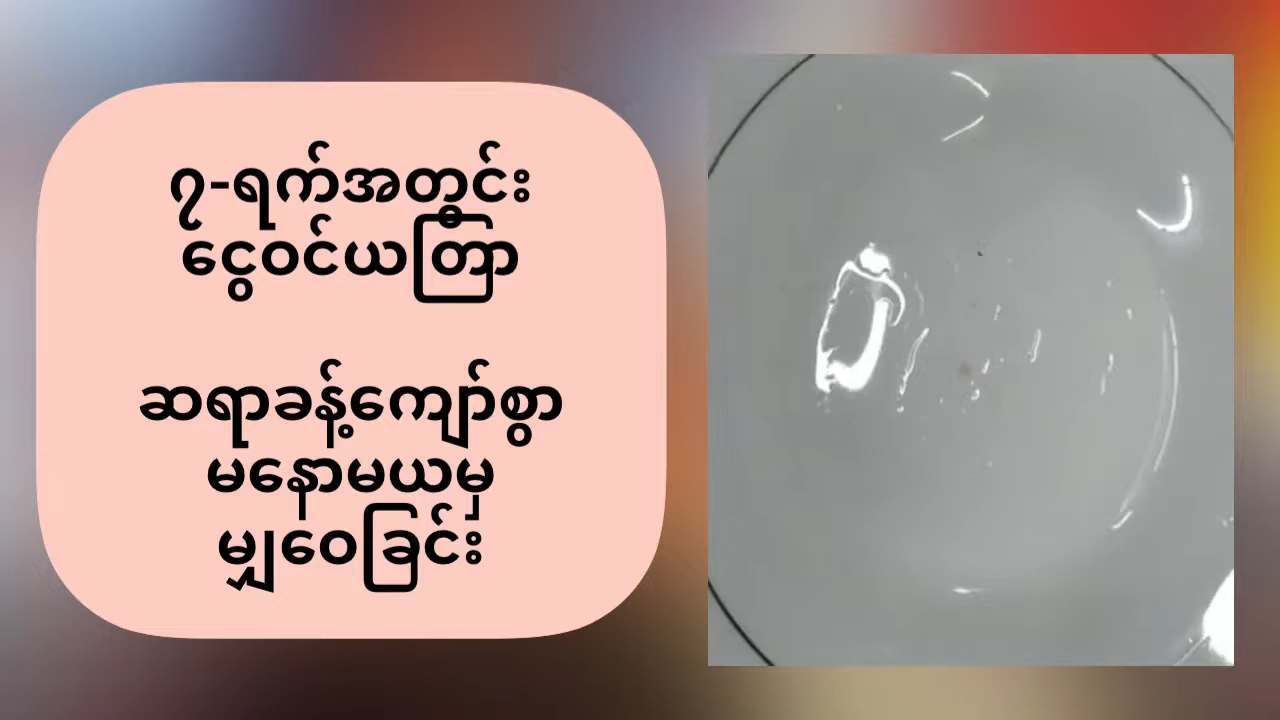 ၇-ရက်အတွင်း
ငွေဝင်ယတြာ
ဆရာခန့်ကျော်စွာ
မနောမယမှ
မျှဝေခြင်း